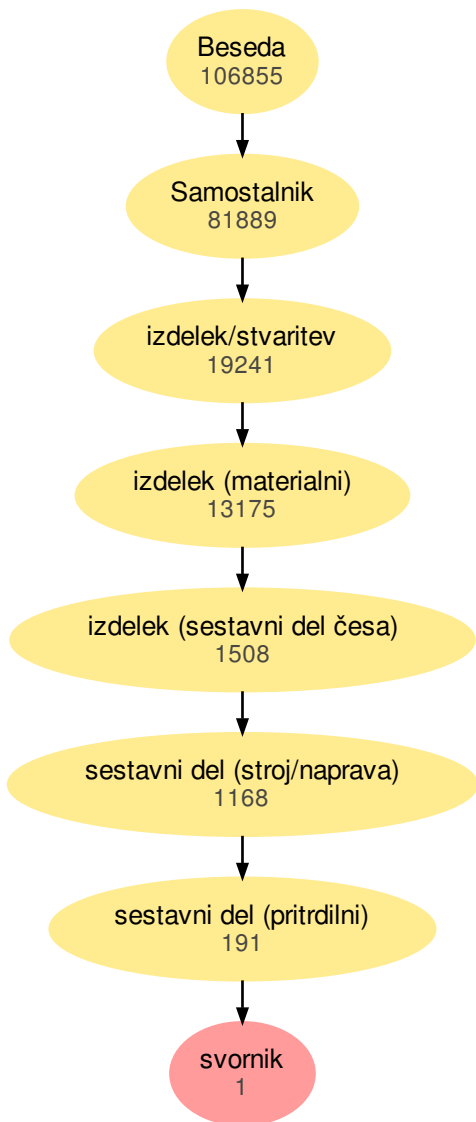 Beseda
106855
Samostalnik
81889
izdelek/stvaritev
19241
izdelek (materialni)
13175
izdelek (sestavni del česa)
1508
sestavni del (stroj/naprava)
1168
sestavni del (pritrdilni)
191
svornik
1